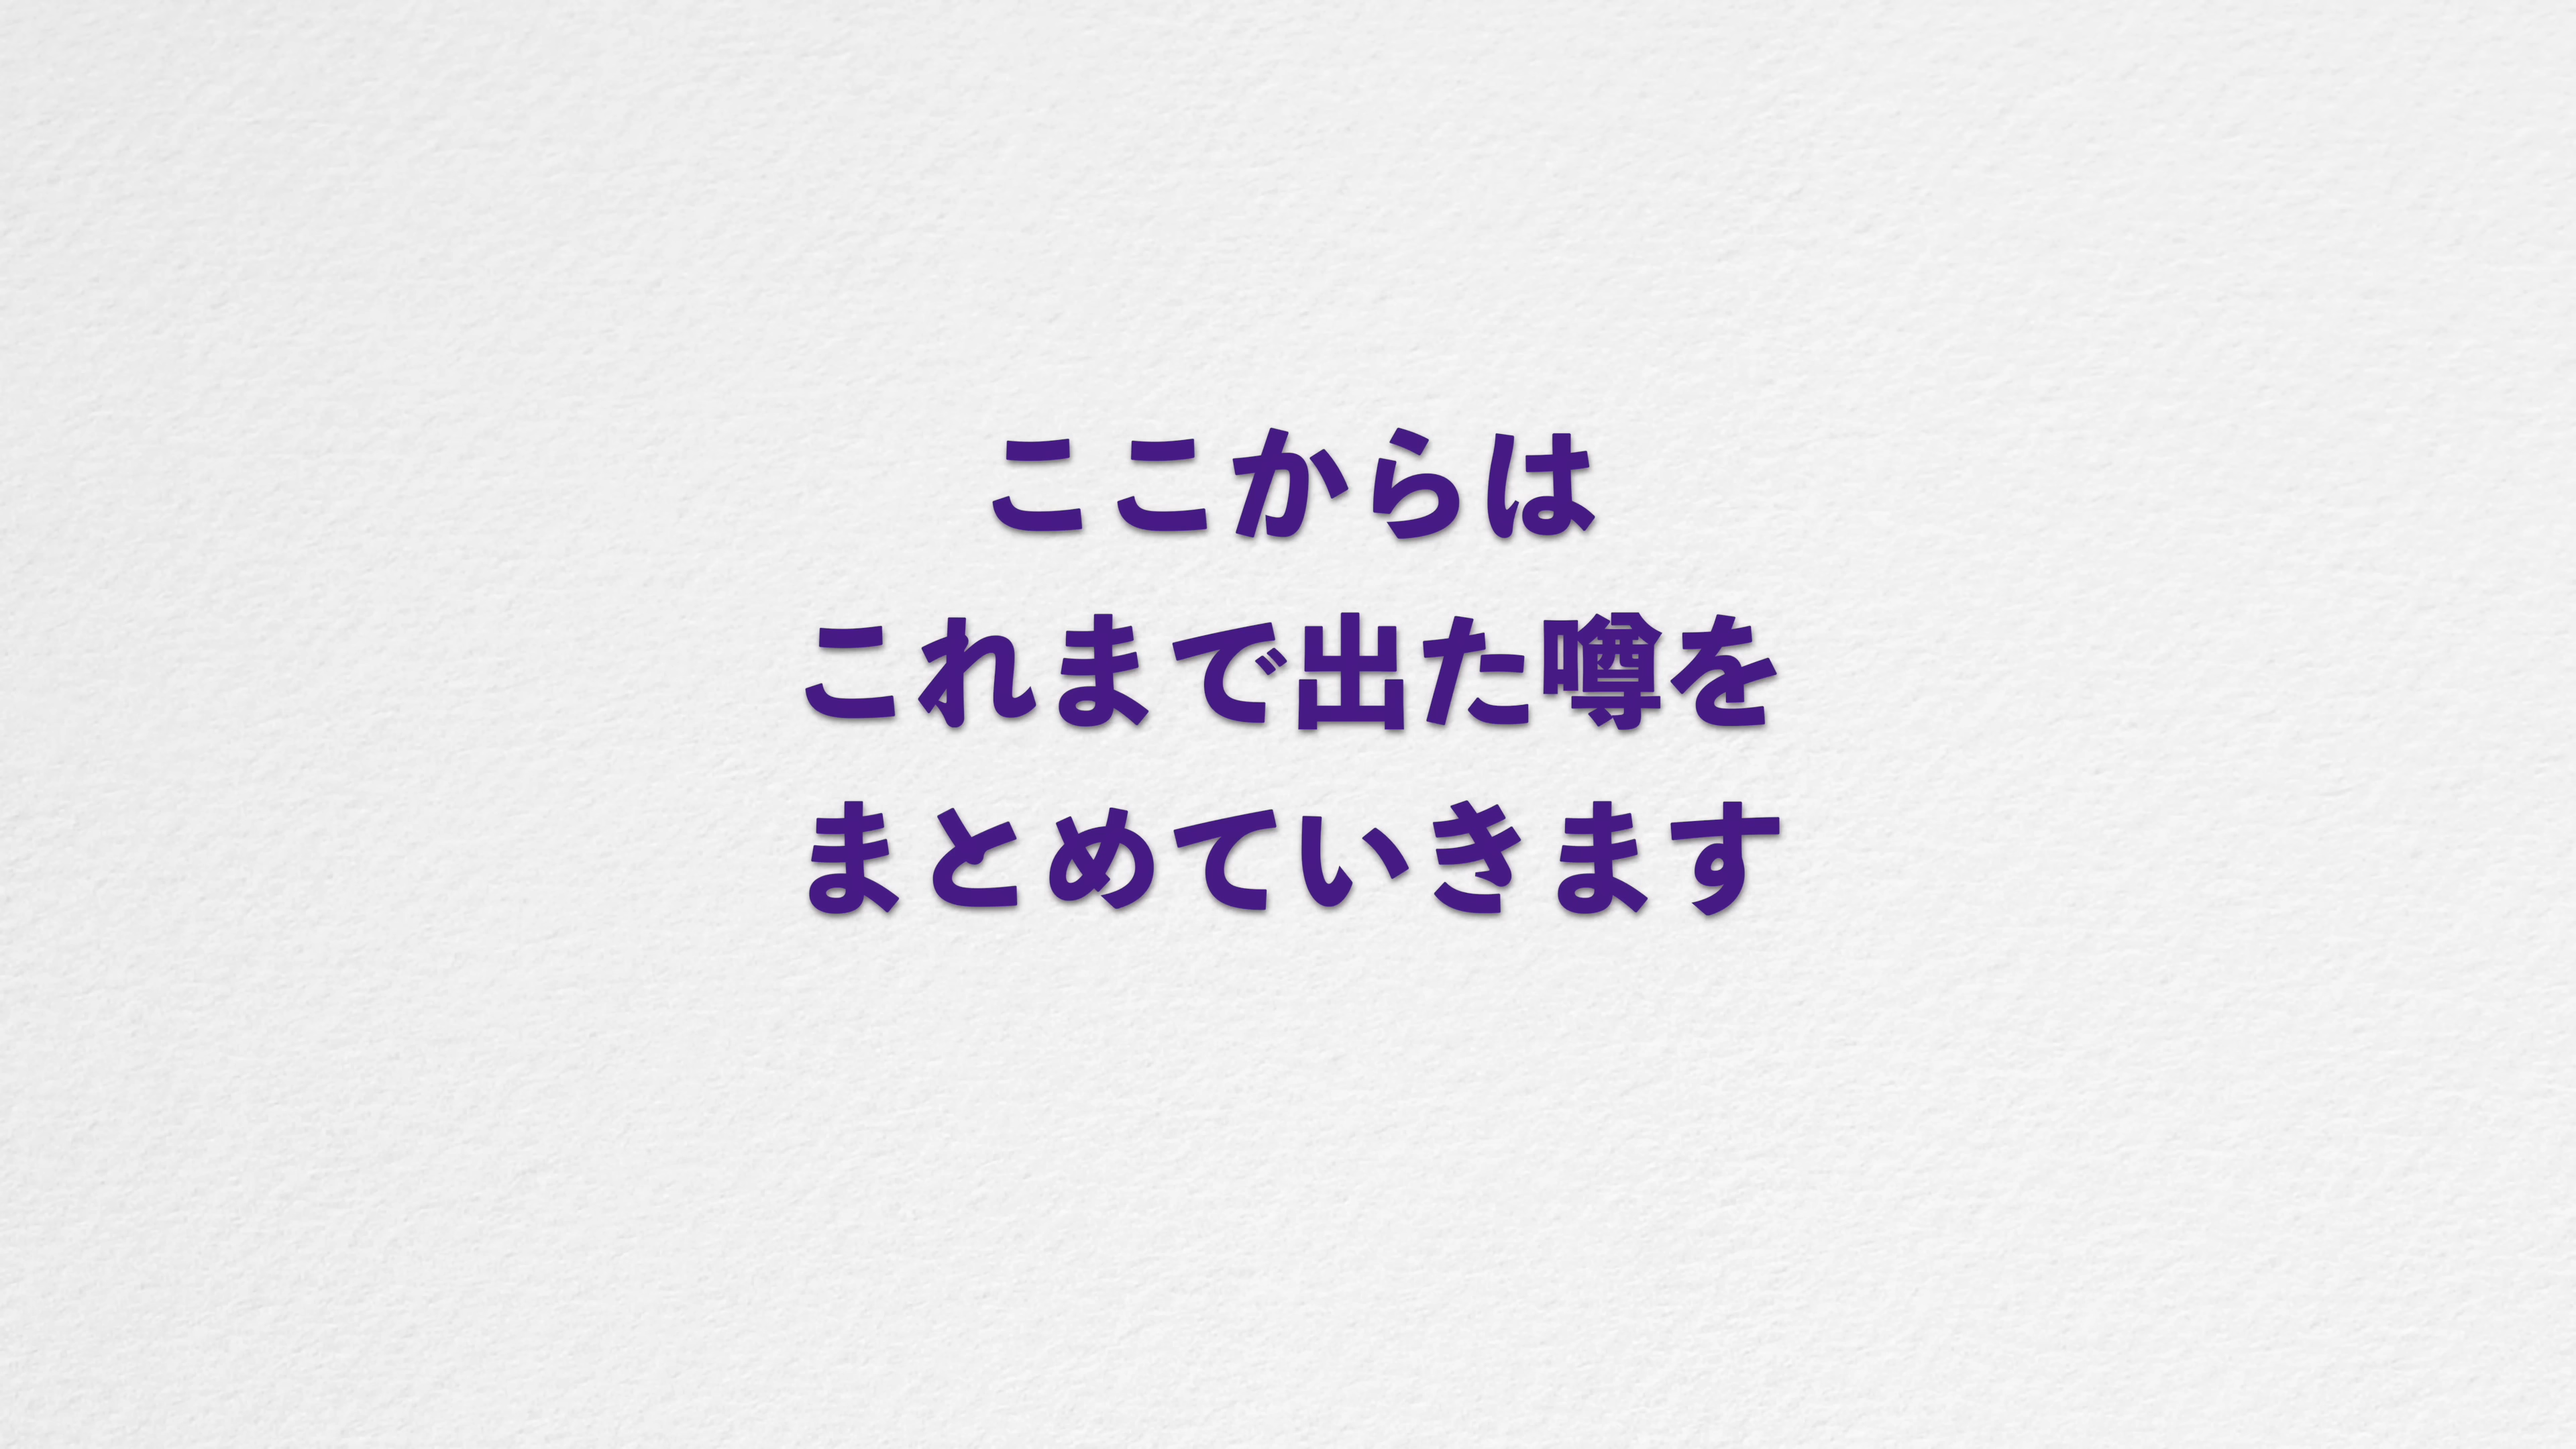 ここからは
これまで出た噂を
まとめていきます